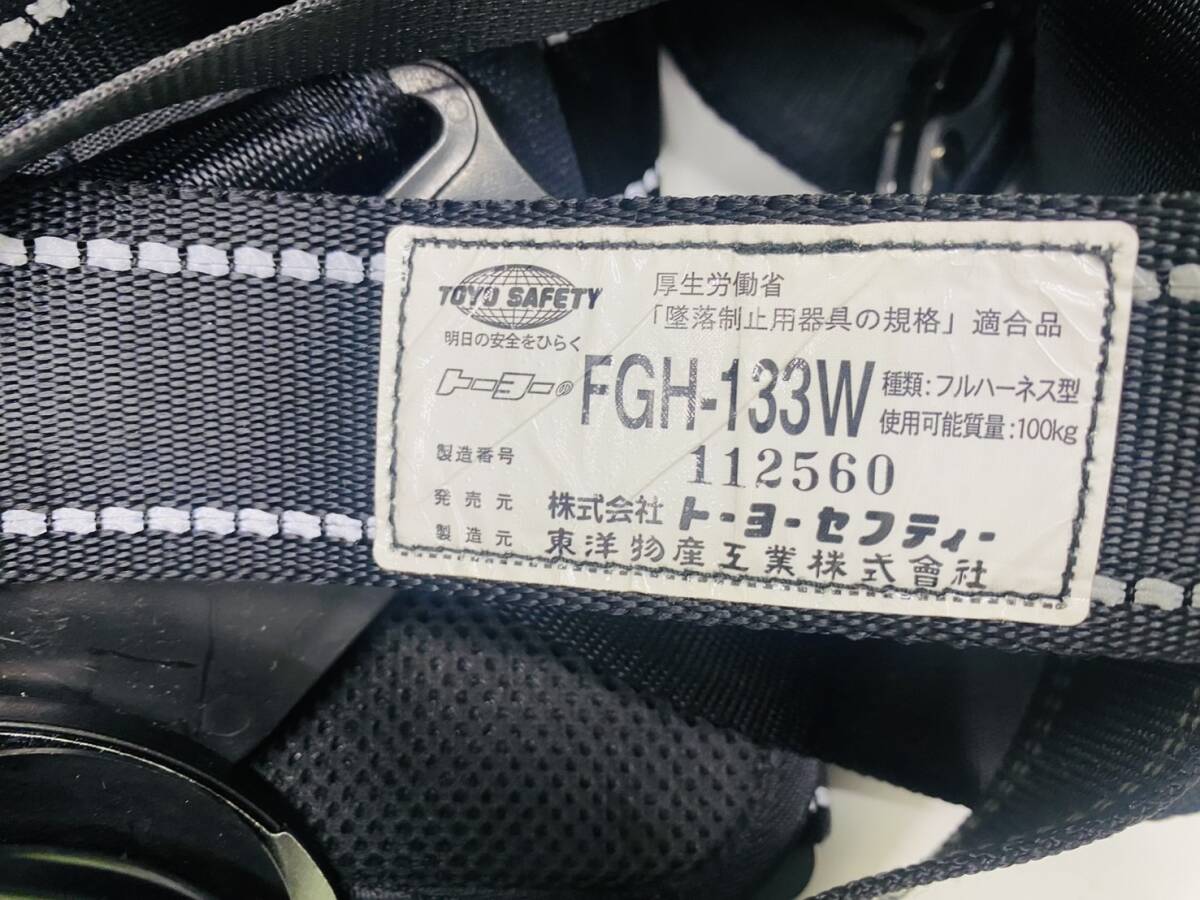 TOYO SAFETY
明日の安全をひらく
厚生労働省
「墜落制止用器具の規格」適合品
トーヨーの FGH-133W
種類:フルハーネス型
使用可能質量:100kg
製造番号 112560
発売元 株式会社トーヨーセフティー
製造元 東洋物産工業株式會社